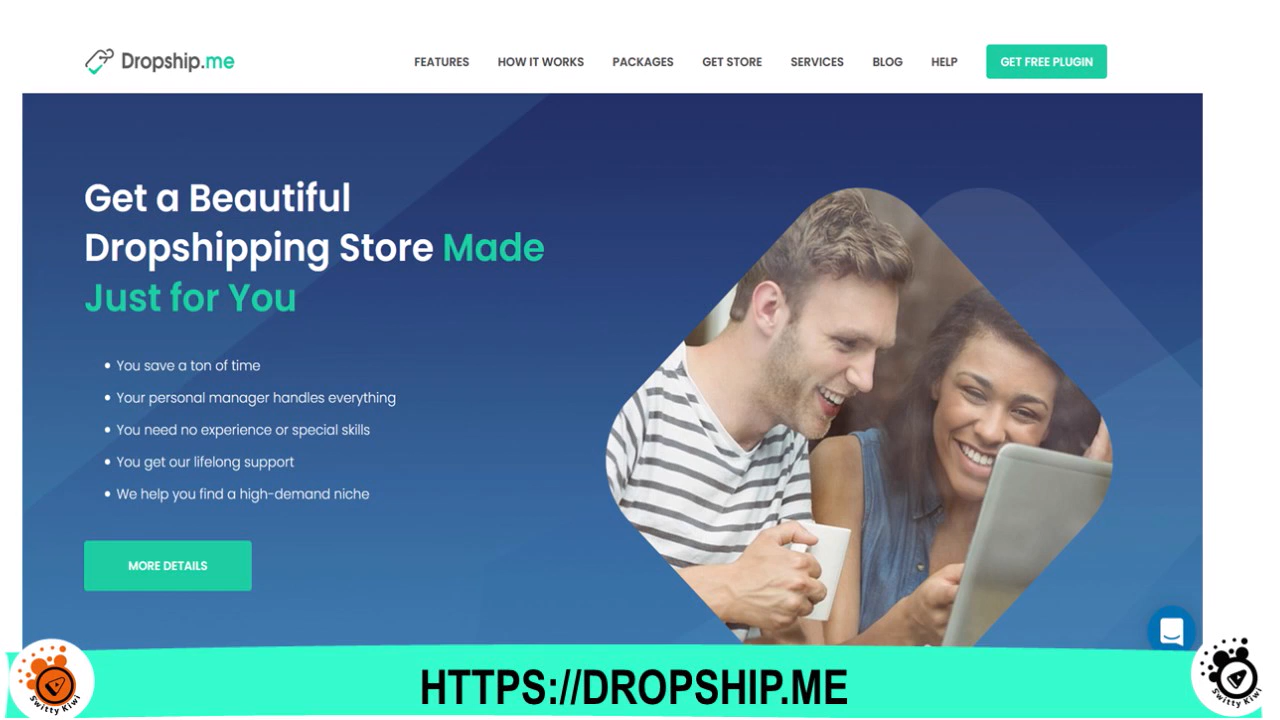 Dropship.me
FEATURES HOW IT WORKS PACKAGES GET STORE SERVICES BLOG HELP GET FREE PLUGIN
Get a Beautiful
Dropshipping Store Made
Just for You
• You save a ton of time
• Your personal manager handles everything
• You need no experience or special skills
• You get our lifelong support
• We help you find a high-demand niche
MORE DETAILS
HTTPS://DROPSHIP.ME
Switty Kiwi
Switty Kiwi